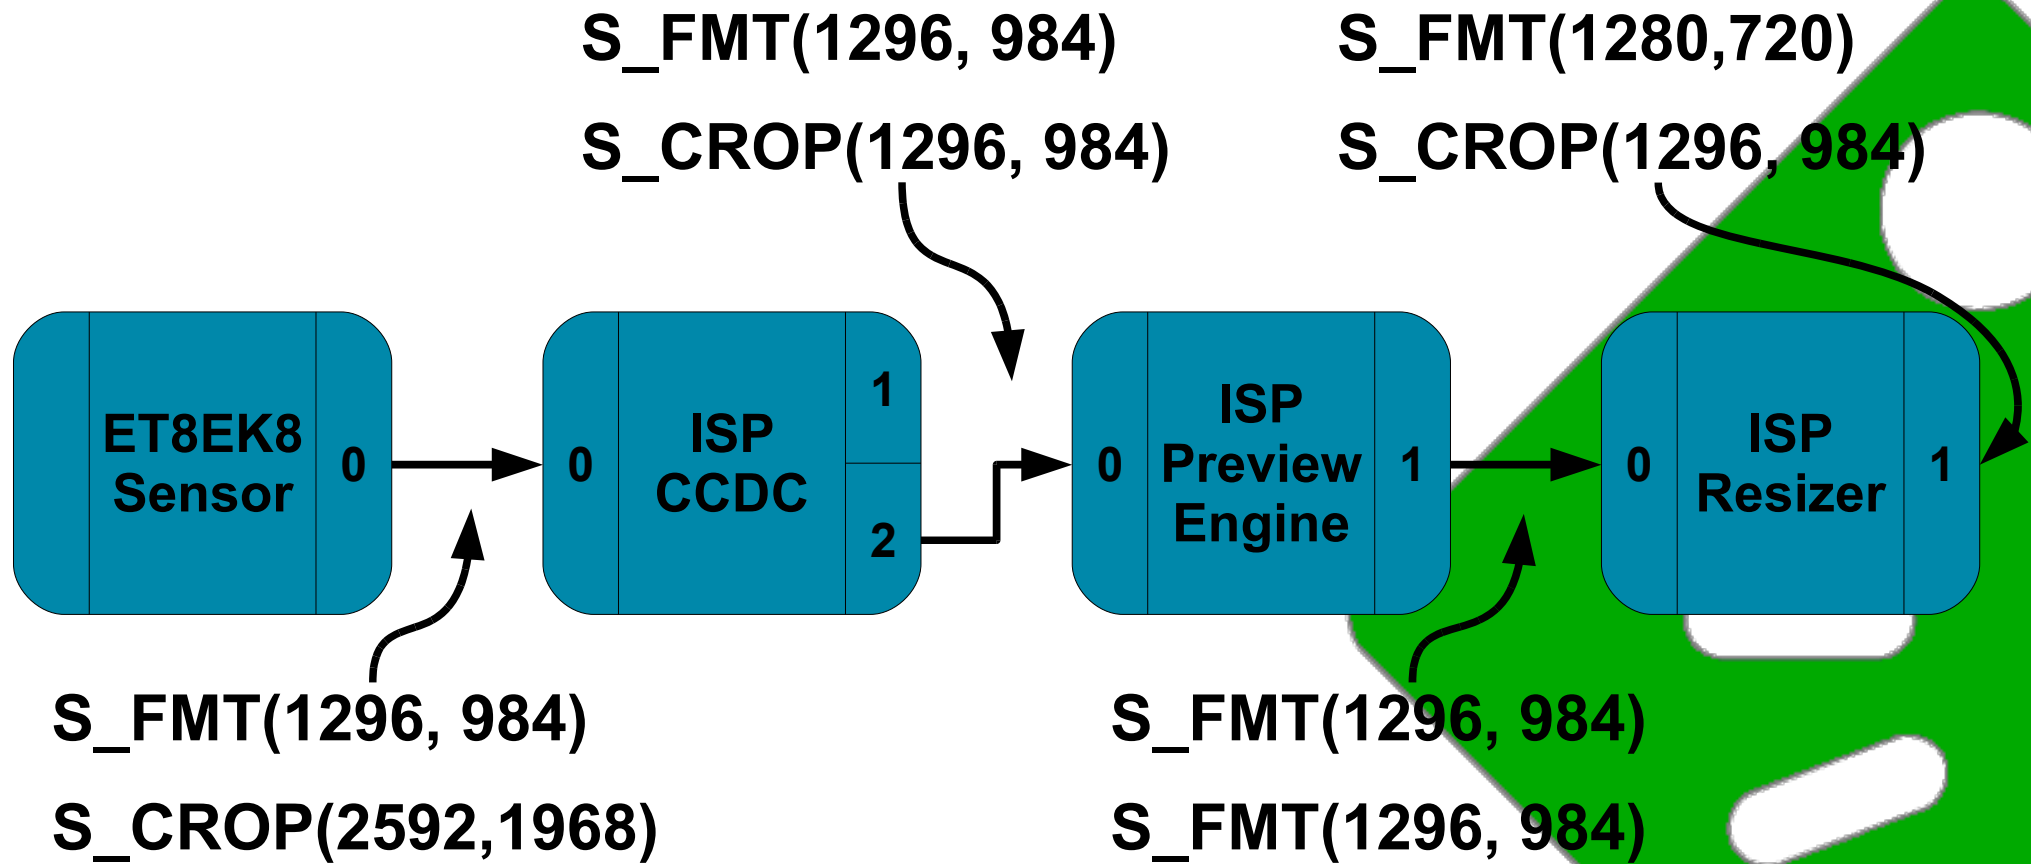 S_FMT(1296, 984)
S_CROP(1296, 984)
S_FMT(1280,720)
S_CROP(1296, 984)
ET8EK8
Sensor
0
0
ISP
CCDC
1
2
0
ISP
Preview
Engine
1
0
ISP
Resizer
1
S_FMT(1296, 984)
S_CROP(2592,1968)
S_FMT(1296, 984)
S_FMT(1296, 984)